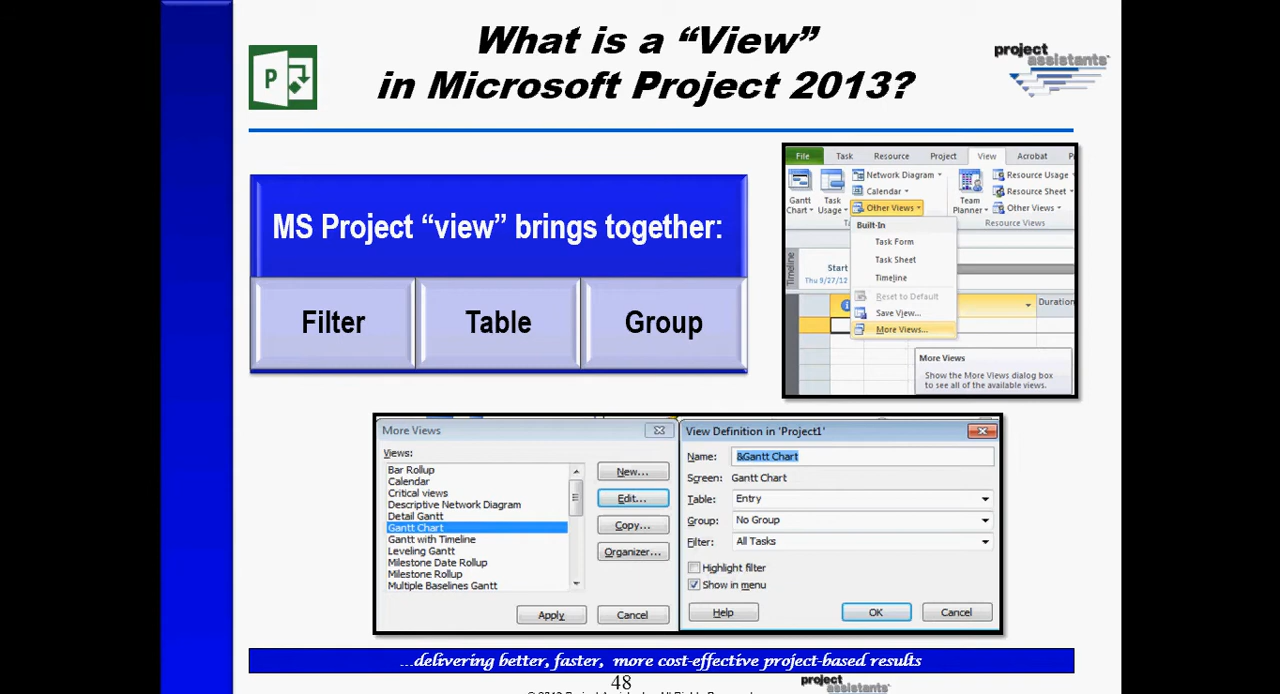 What is a “View”
in Microsoft Project 2013?
P
project
assistants
MS Project “view” brings together:
Filter
Table
Group
File Task Resource Project View Acrobat
Network Diagram
Resource Usage
Calendar
Resource Sheet
Gantt
Chart
Task
Usage
Other Views
Team
Planner
Other Views
Resource Views
Built-In
Task Form
Task Sheet
Timeline
Reset to Default
Save View...
More Views...
Timeline
Start
Thu 9/27/12
Duration
More Views
Show the More Views dialog box
to see all of the available views.
More Views
Views:
Bar Rollup
Calendar
Critical views
Descriptive Network Diagram
Detail Gantt
Gantt Chart
Gantt with Timeline
Leveling Gantt
Milestone Date Rollup
Milestone Rollup
Multiple Baselines Gantt
New...
Edit...
Copy...
Organizer...
Apply
Cancel
View Definition in 'Project1'
Name: &Gantt Chart
Screen: Gantt Chart
Table: Entry
Group: No Group
Filter: All Tasks
Highlight filter
Show in menu
Help
OK
Cancel
...delivering better, faster, more cost-effective project-based results
48
project
assistants